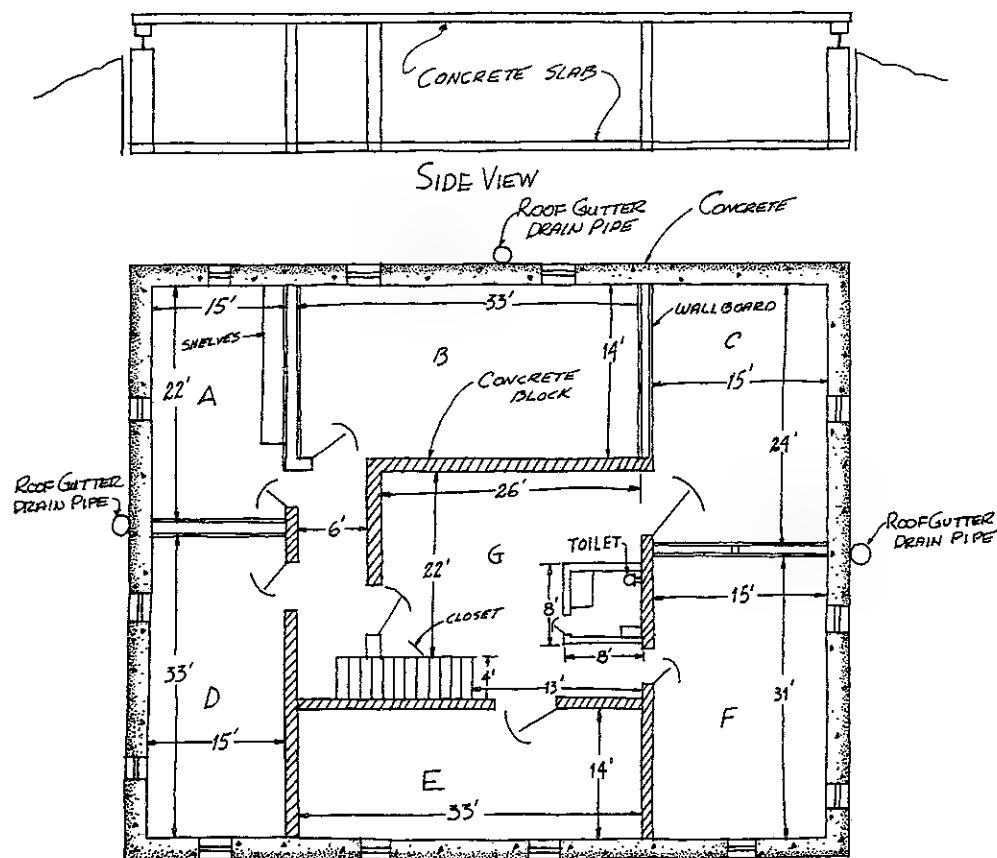 CONCRETE SLAB
SIDE VIEW
ROOF GUTTER
DRAIN PIPE
CONCRETE
15'
33'
SHELVES
WALLBOARD
B
14'
C
22'
A
CONCRETE
BLOCK
15'
24'
ROOF GUTTER
DRAIN PIPE
26'
6'
ROOF GUTTER
DRAIN PIPE
G
TOILET
22'
8'
15'
CLOSET
8'
4'
13'
33'
D
31'
F
15'
E
14'
33'